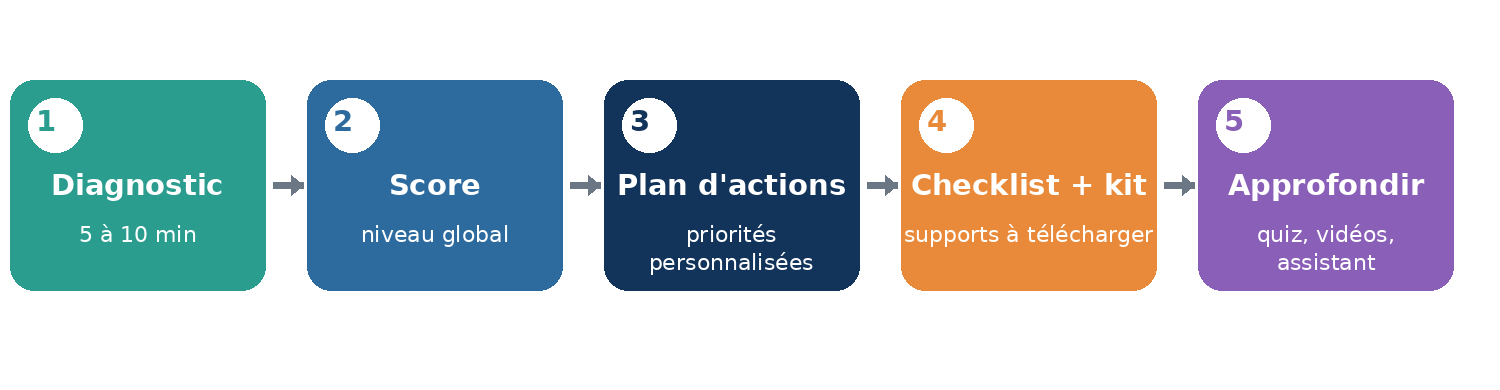 1
Diagnostic
5 à 10 min
2
Score
niveau global
3
Plan d'actions
priorités
personnalisées
4
Checklist + kit
supports à télécharger
5
Approfondir
quiz, vidéos,
assistant